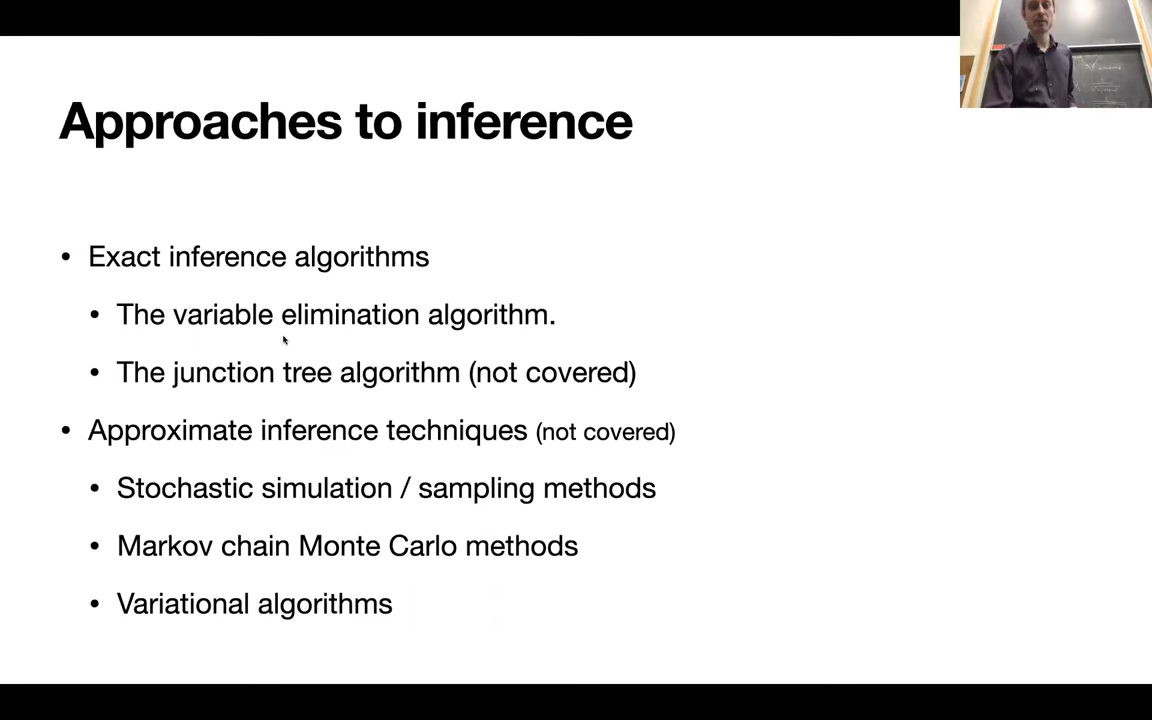 Approaches to inference
• Exact inference algorithms
• The variable elimination algorithm.
• The junction tree algorithm (not covered)
• Approximate inference techniques (not covered)
• Stochastic simulation / sampling methods
• Markov chain Monte Carlo methods
• Variational algorithms